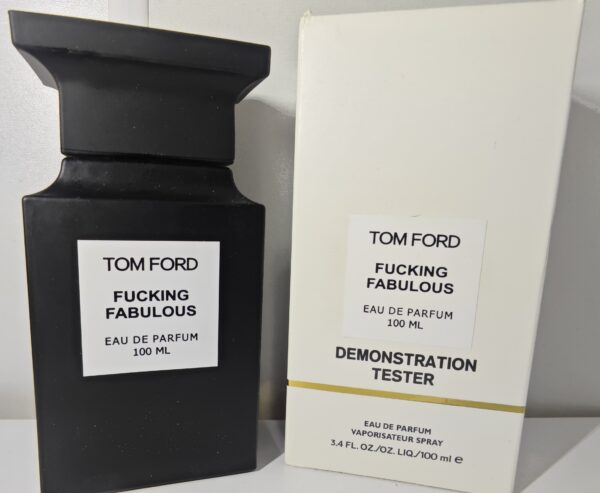 TOM FORD
FUCKING
FABULOUS
EAU DE PARFUM
100 ML
TOM FORD
FUCKING
FABULOUS
EAU DE PARFUM
100 ML
DEMONSTRATION
TESTER
EAU DE PARFUM
VAPORISATEUR SPRAY
3.4 FL. OZ./OZ. LIQ./100 ml ℮